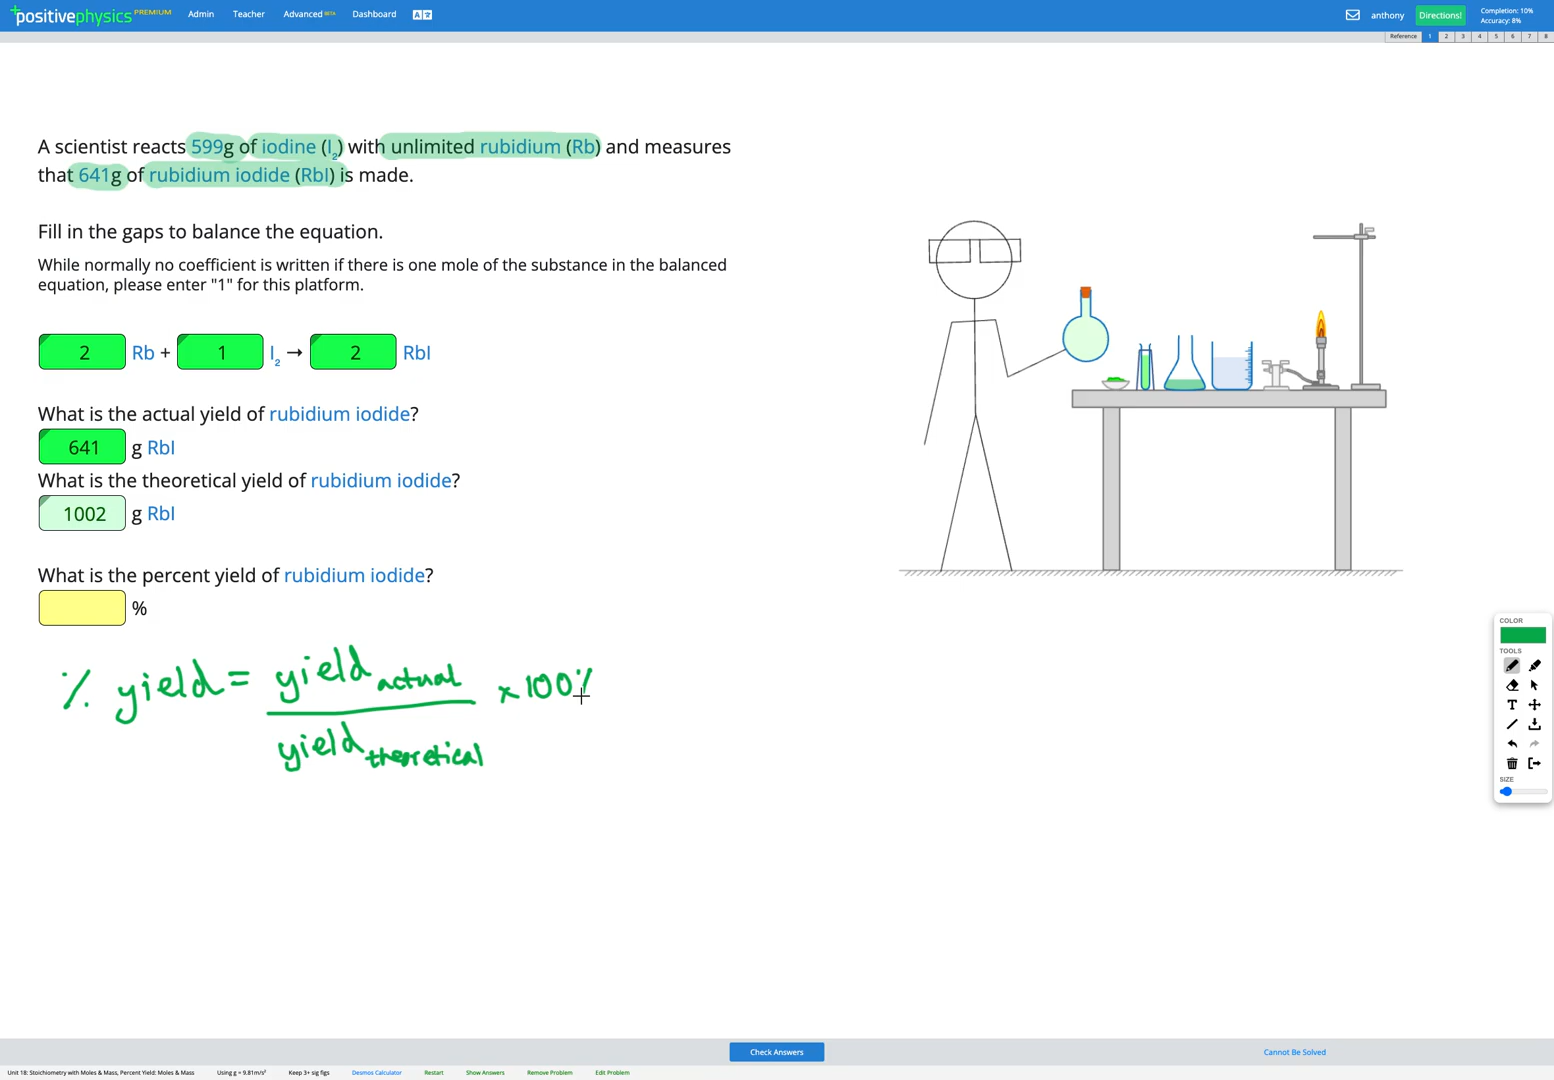 +positivephysics PREMIUM Admin Teacher Advanced BETA Dashboard A anthony Directions! Completion: 10%
Accuracy: 8%
Reference 1 2 3 4 5 6 7 8
A scientist reacts 599g of iodine (I₂) with unlimited rubidium (Rb) and measures
that 641g of rubidium iodide (RbI) is made.
Fill in the gaps to balance the equation.
While normally no coefficient is written if there is one mole of the substance in the balanced
equation, please enter "1" for this platform.
2 Rb + 1 I₂ → 2 RbI
What is the actual yield of rubidium iodide?
641 g RbI
What is the theoretical yield of rubidium iodide?
1002 g RbI
What is the percent yield of rubidium iodide?
%
% yield = yield actual × 100%
yield theoretical
COLOR
TOOLS
T
SIZE
Check Answers Cannot Be Solved
Unit 18: Stoichiometry with Moles & Mass, Percent Yield: Moles & Mass Using g = 9.81m/s² Keep 3+ sig figs Desmos Calculator Restart Show Answers Remove Problem Edit Problem